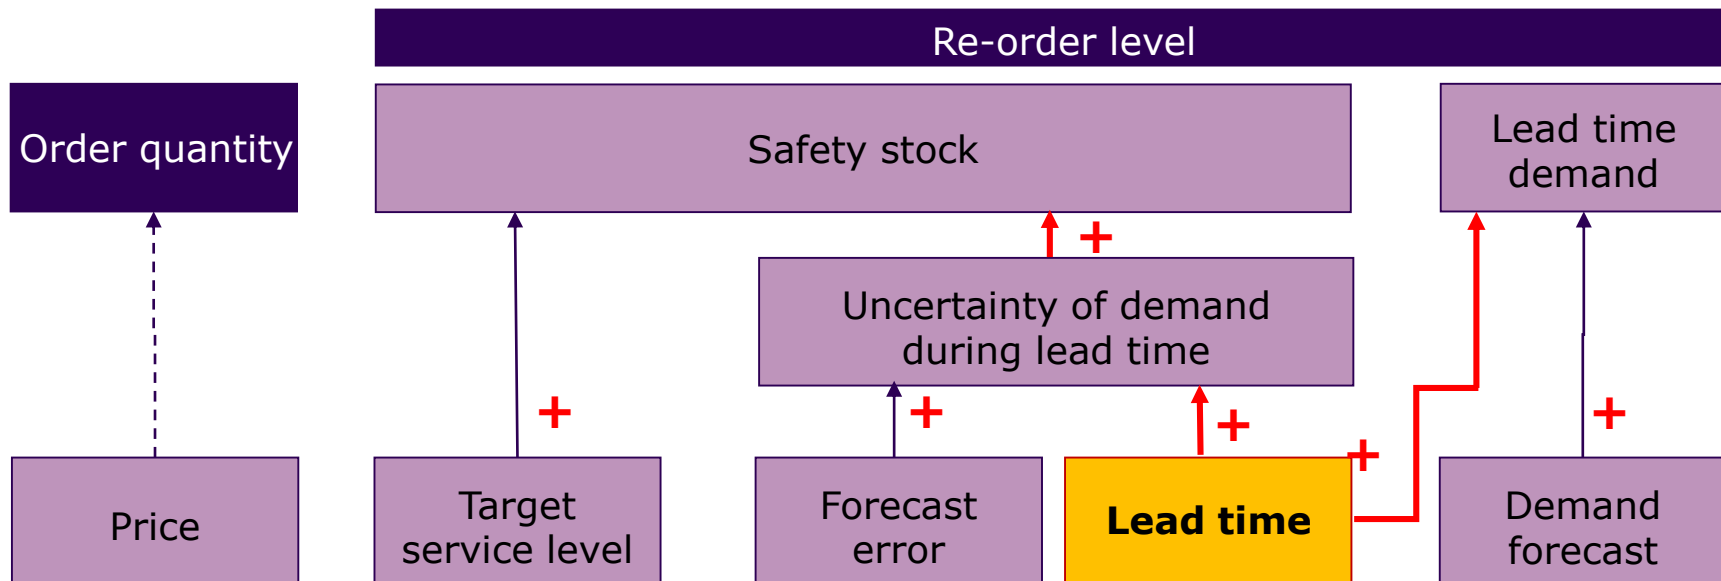 Re-order level
Order quantity
Safety stock
Lead time
demand
+
Uncertainty of demand
during lead time
+
+
+
+
+
Price
Target
service level
Forecast
error
Lead time
Demand
forecast